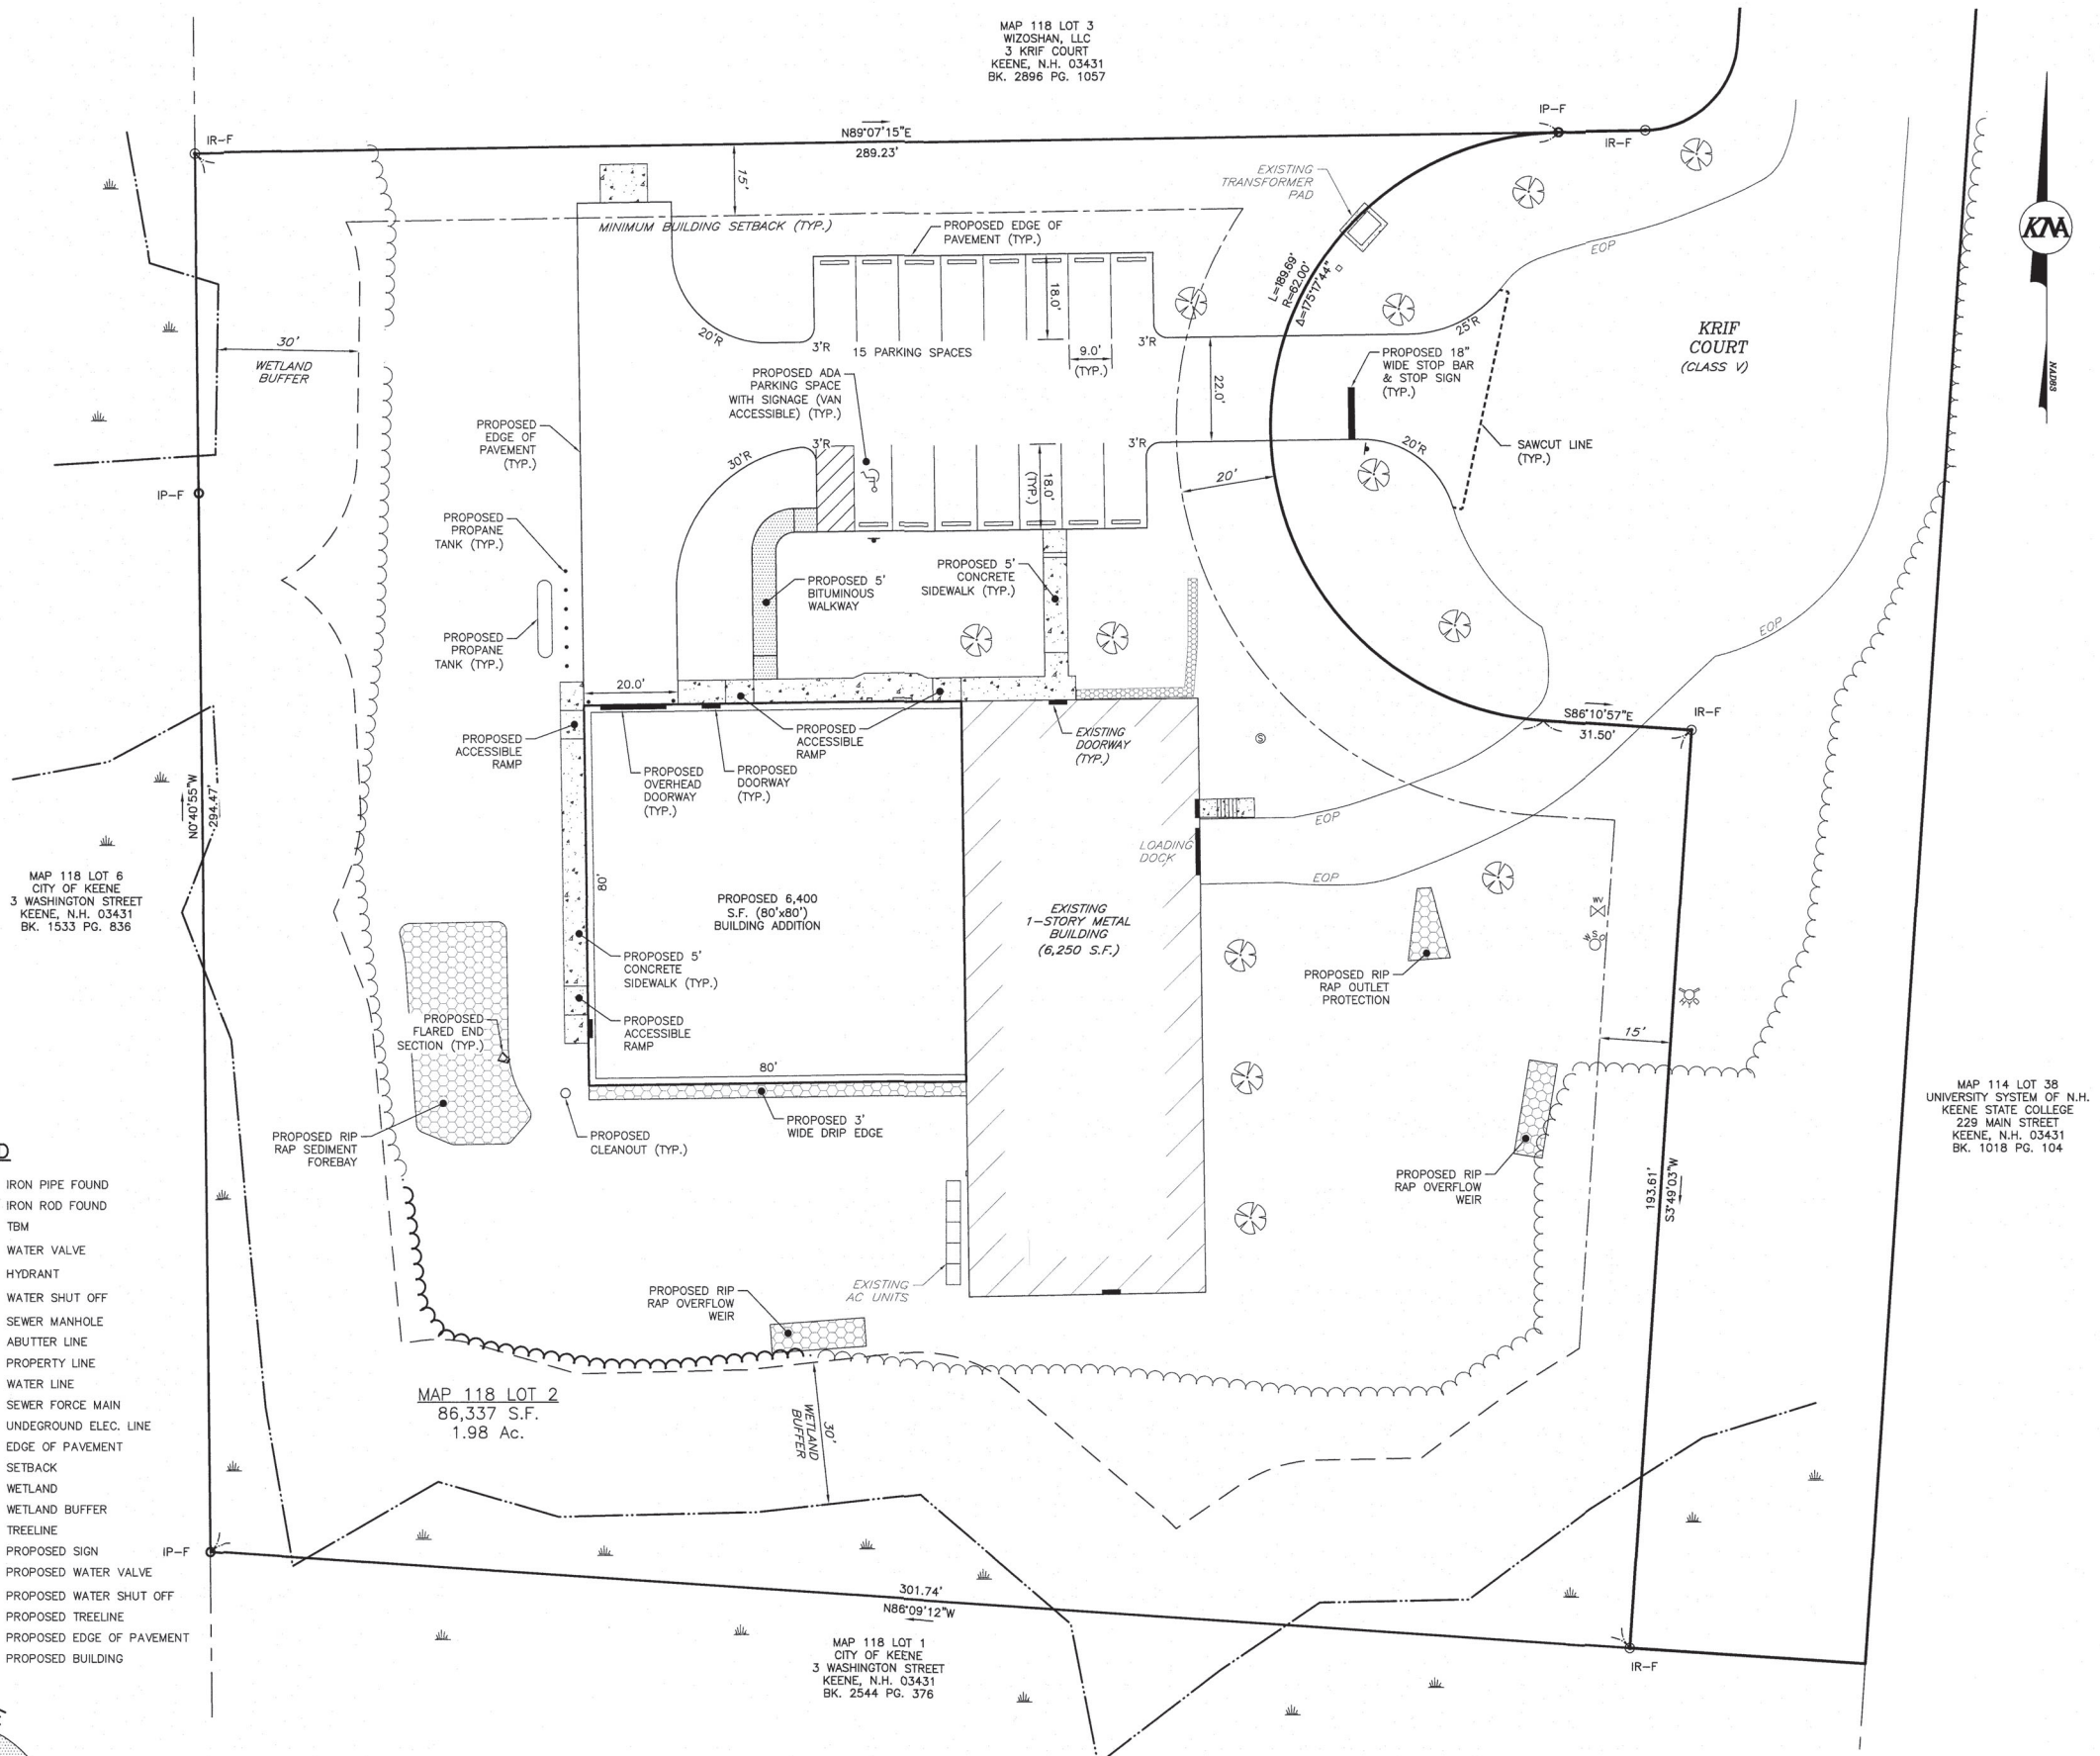 MAP 118 LOT 3
WIZOSHAN, LLC
3 KRIF COURT
KEENE, N.H. 03431
BK. 2896 PG. 1057
IR-F
N89°07'15"E
289.23'
IP-F
IR-F
15'
EXISTING
TRANSFORMER
PAD
KNA
NAD83
MINIMUM BUILDING SETBACK (TYP.)
PROPOSED EDGE OF
PAVEMENT (TYP.)
EOP
L=189.69'
R=62.00'
Δ=175°17'44"
30'
WETLAND
BUFFER
20'R
3'R
15 PARKING SPACES
18.0'
9.0'
(TYP.)
3'R
22.0'
25'R
KRIF
COURT
(CLASS V)
PROPOSED 18"
WIDE STOP BAR
& STOP SIGN
(TYP.)
PROPOSED ADA
PARKING SPACE
WITH SIGNAGE (VAN
ACCESSIBLE) (TYP.)
PROPOSED
EDGE OF
PAVEMENT
(TYP.)
30'R
3'R
18.0'
(TYP.)
3'R
20'R
20'
SAWCUT LINE
(TYP.)
IP-F
PROPOSED
PROPANE
TANK (TYP.)
PROPOSED 5'
BITUMINOUS
WALKWAY
PROPOSED 5'
CONCRETE
SIDEWALK (TYP.)
PROPOSED
PROPANE
TANK (TYP.)
EOP
20.0'
PROPOSED
ACCESSIBLE
RAMP
PROPOSED
OVERHEAD
DOORWAY
(TYP.)
PROPOSED
DOORWAY
(TYP.)
PROPOSED
ACCESSIBLE
RAMP
EXISTING
DOORWAY
(TYP.)
S
S86°10'57"E
31.50'
IR-F
N0°40'55"W
294.47'
EOP
LOADING
DOCK
EOP
MAP 118 LOT 6
CITY OF KEENE
3 WASHINGTON STREET
KEENE, N.H. 03431
BK. 1533 PG. 836
80'
PROPOSED 6,400
S.F. (80'x80')
BUILDING ADDITION
EXISTING
1-STORY METAL
BUILDING
(6,250 S.F.)
WV
WSO
PROPOSED 5'
CONCRETE
SIDEWALK (TYP.)
PROPOSED RIP
RAP OUTLET
PROTECTION
PROPOSED
FLARED END
SECTION (TYP.)
PROPOSED
ACCESSIBLE
RAMP
15'
80'
PROPOSED RIP
RAP SEDIMENT
FOREBAY
PROPOSED
CLEANOUT (TYP.)
PROPOSED 3'
WIDE DRIP EDGE
PROPOSED RIP
RAP OVERFLOW
WEIR
193.61'
S3°49'03"W
MAP 114 LOT 38
UNIVERSITY SYSTEM OF N.H.
KEENE STATE COLLEGE
229 MAIN STREET
KEENE, N.H. 03431
BK. 1018 PG. 104
PROPOSED RIP
RAP OVERFLOW
WEIR
EXISTING
AC UNITS
MAP 118 LOT 2
86,337 S.F.
1.98 Ac.
30'
WETLAND
BUFFER
D
IRON PIPE FOUND
IRON ROD FOUND
TBM
WATER VALVE
HYDRANT
WATER SHUT OFF
SEWER MANHOLE
ABUTTER LINE
PROPERTY LINE
WATER LINE
SEWER FORCE MAIN
UNDEGROUND ELEC. LINE
EDGE OF PAVEMENT
SETBACK
WETLAND
WETLAND BUFFER
TREELINE
PROPOSED SIGN
PROPOSED WATER VALVE
PROPOSED WATER SHUT OFF
PROPOSED TREELINE
PROPOSED EDGE OF PAVEMENT
PROPOSED BUILDING
IP-F
301.74'
N86°09'12"W
MAP 118 LOT 1
CITY OF KEENE
3 WASHINGTON STREET
KEENE, N.H. 03431
BK. 2544 PG. 376
IR-F